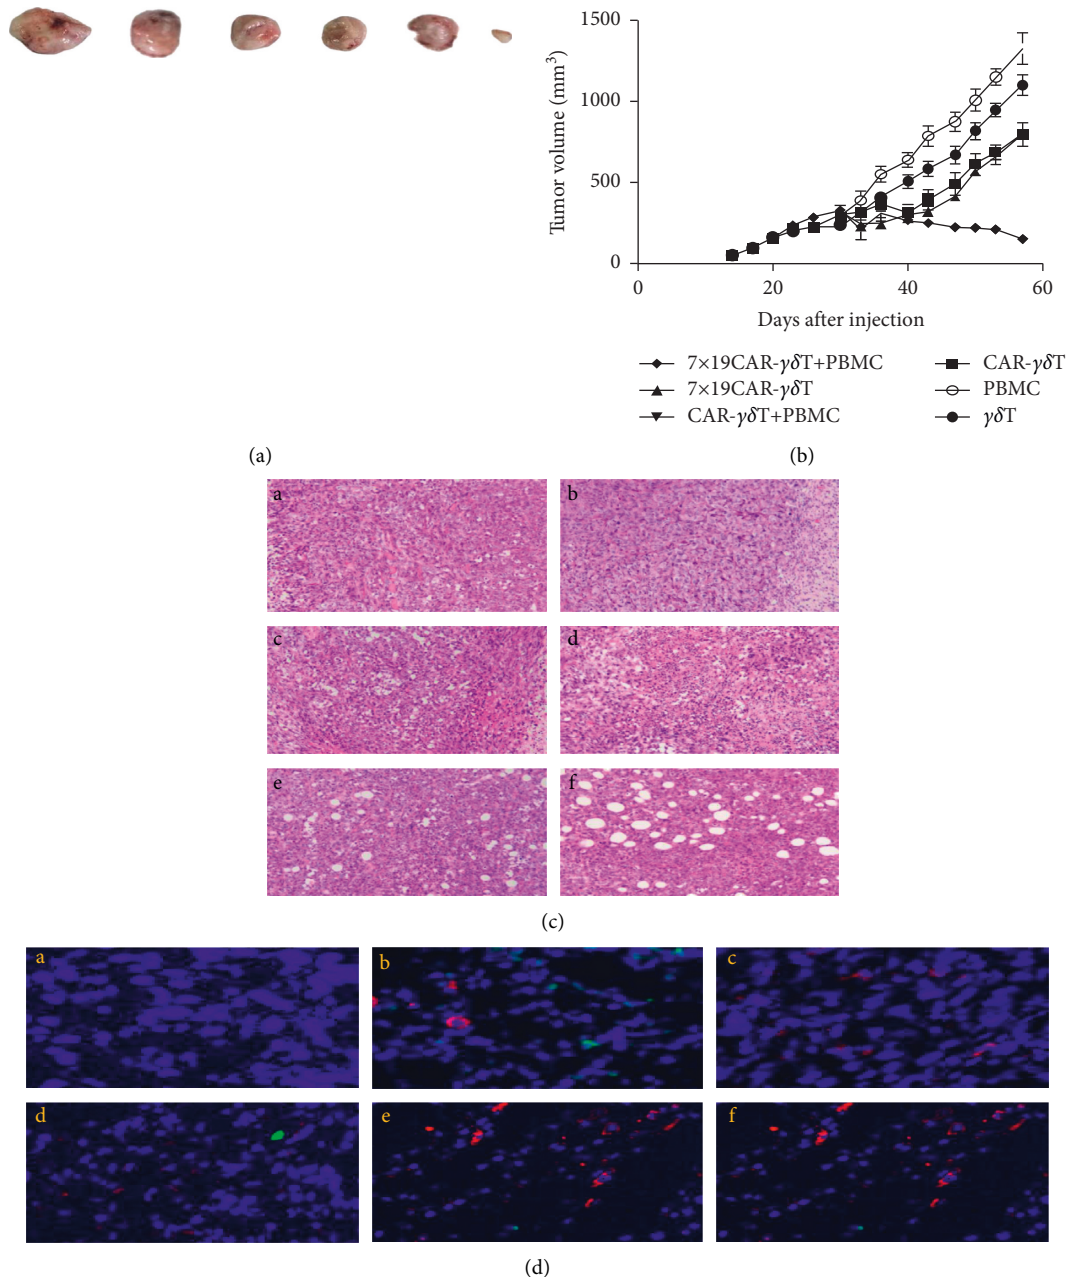 1500
1000
500
0
Tumor volume (mm³)
0
20
40
60
Days after injection
7×19CAR-γδT+PBMC
7×19CAR-γδT
CAR-γδT+PBMC
CAR-γδT
PBMC
γδT
(a)
(b)
a
b
c
d
e
f
(c)
a
b
c
d
e
f
(d)